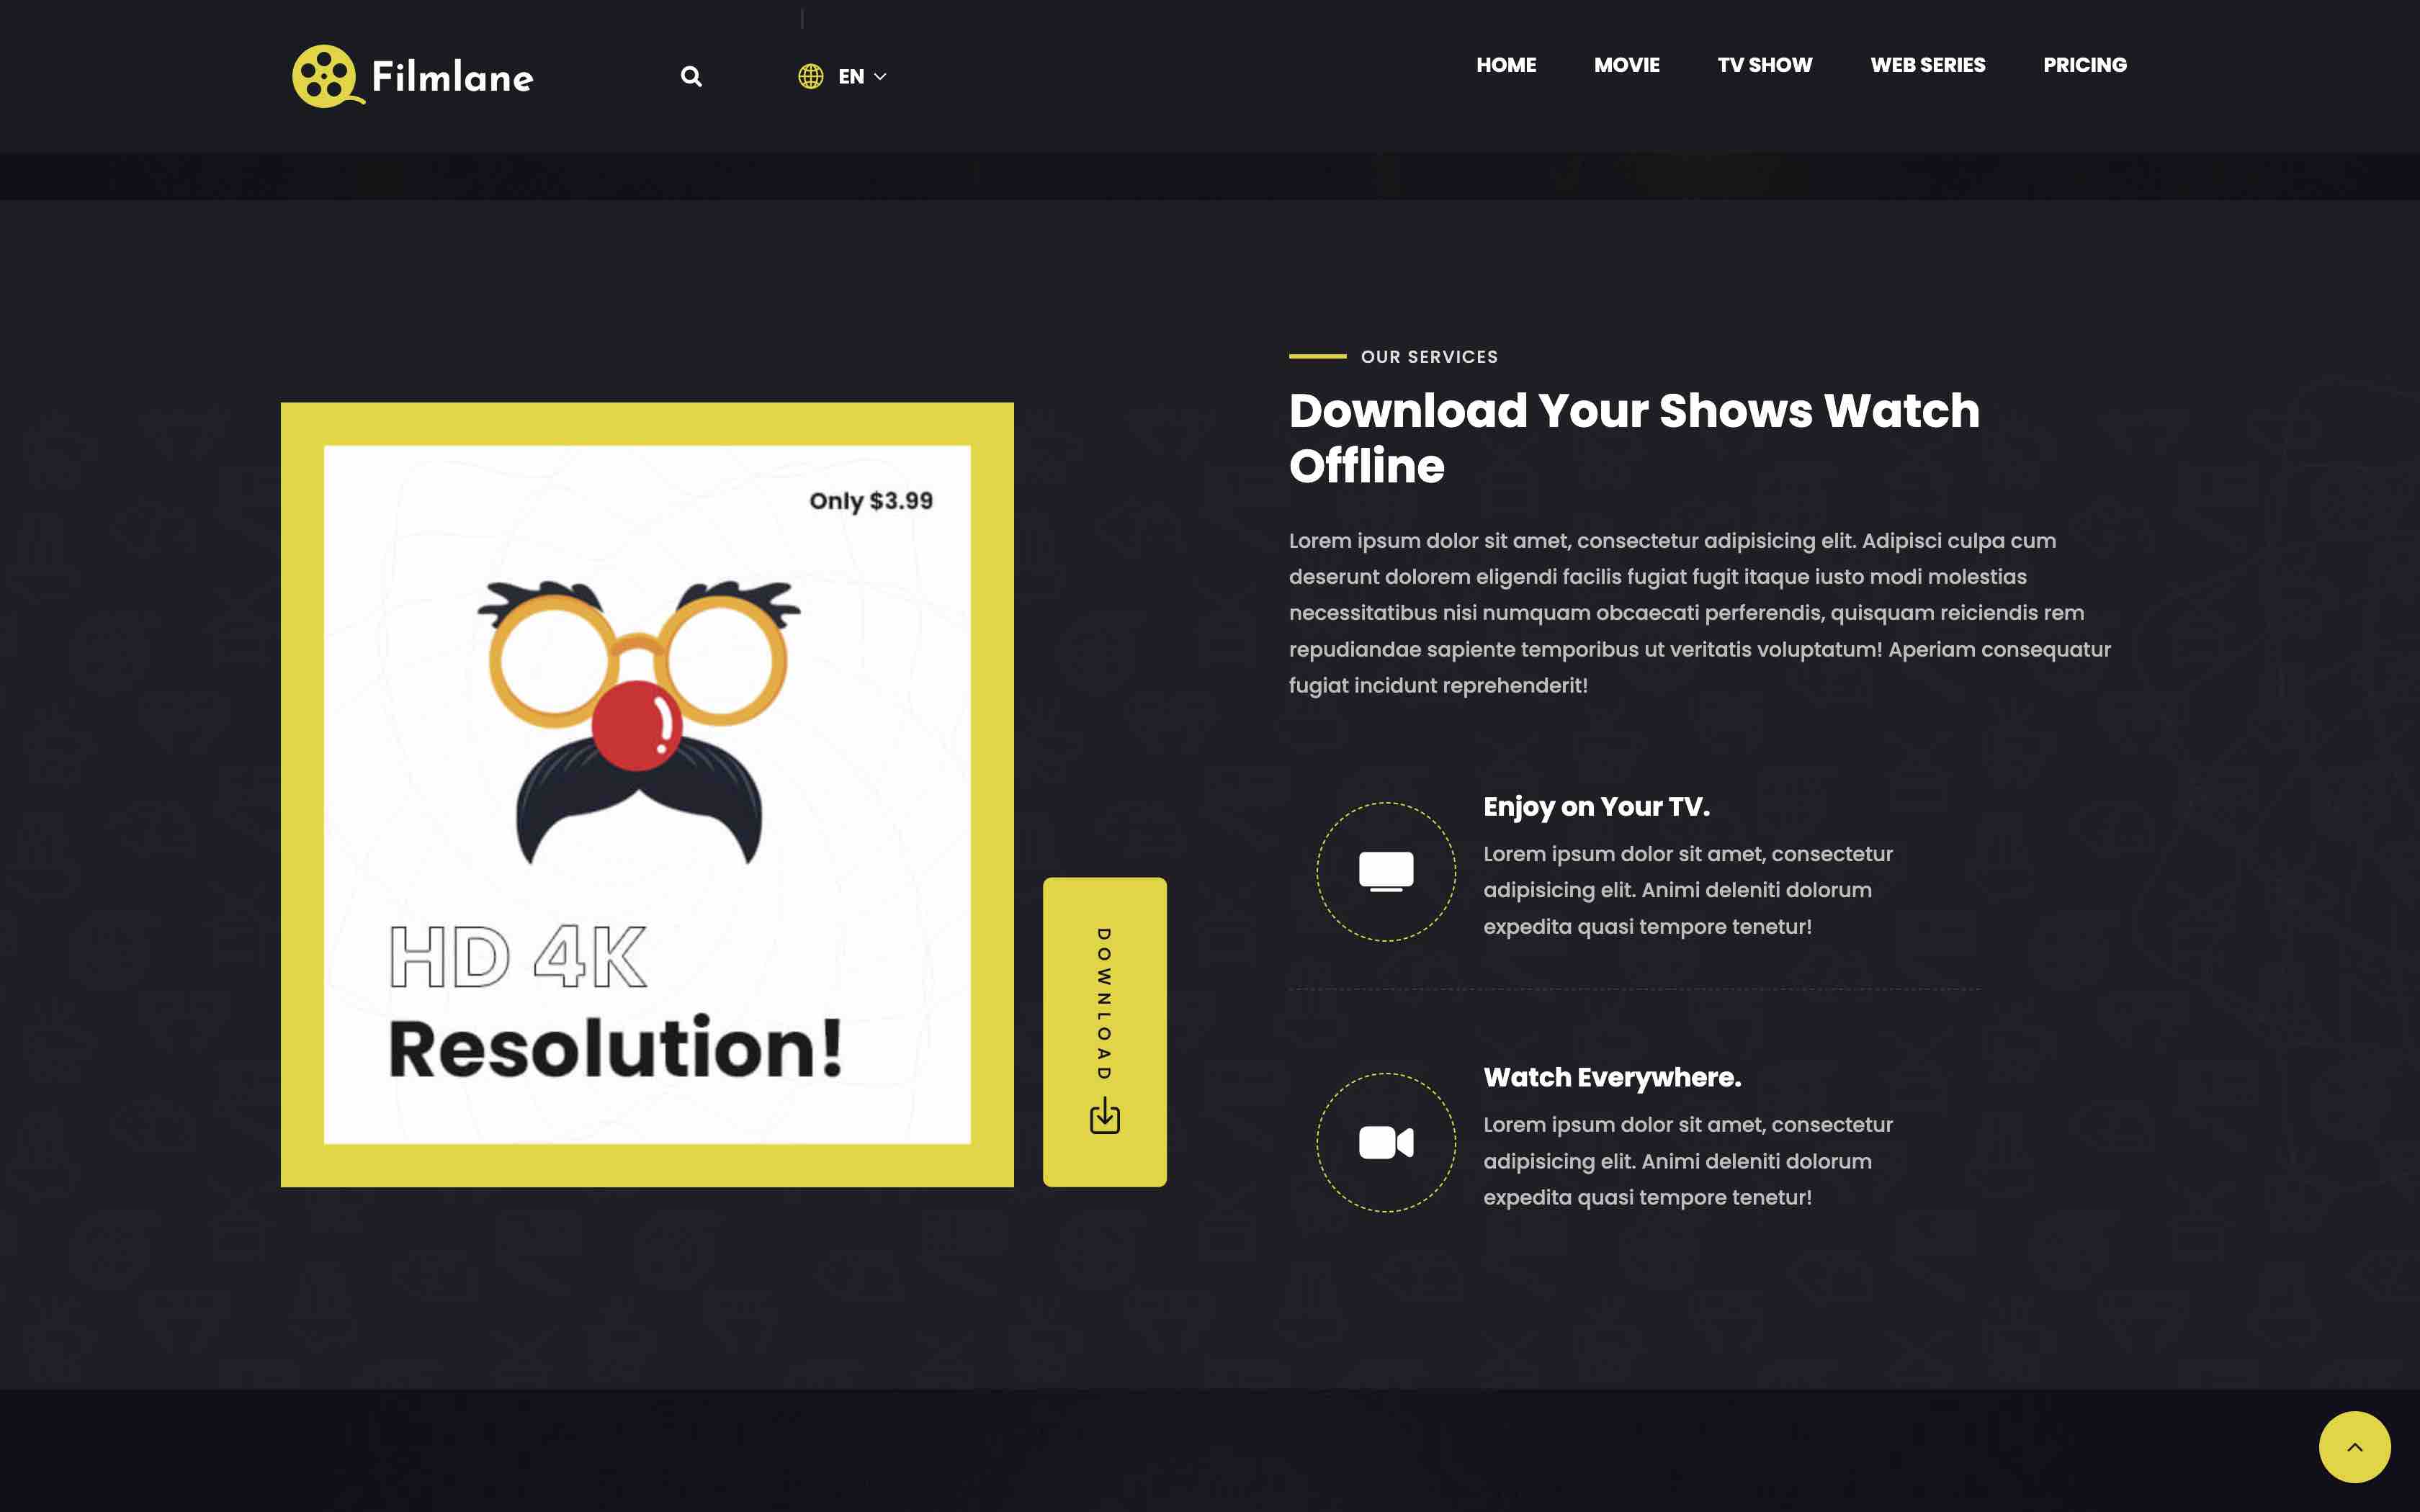 Filmlane
EN
HOME MOVIE TV SHOW WEB SERIES PRICING
Only $3.99
HD 4K
Resolution!
DOWNLOAD
OUR SERVICES
Download Your Shows Watch
Offline
Lorem ipsum dolor sit amet, consectetur adipisicing elit. Adipisci culpa cum
deserunt dolorem eligendi facilis fugiat fugit itaque iusto modi molestias
necessitatibus nisi numquam obcaecati perferendis, quisquam reiciendis rem
repudiandae sapiente temporibus ut veritatis voluptatum! Aperiam consequatur
fugiat incidunt reprehenderit!
Enjoy on Your TV.
Lorem ipsum dolor sit amet, consectetur
adipisicing elit. Animi deleniti dolorum
expedita quasi tempore tenetur!
Watch Everywhere.
Lorem ipsum dolor sit amet, consectetur
adipisicing elit. Animi deleniti dolorum
expedita quasi tempore tenetur!